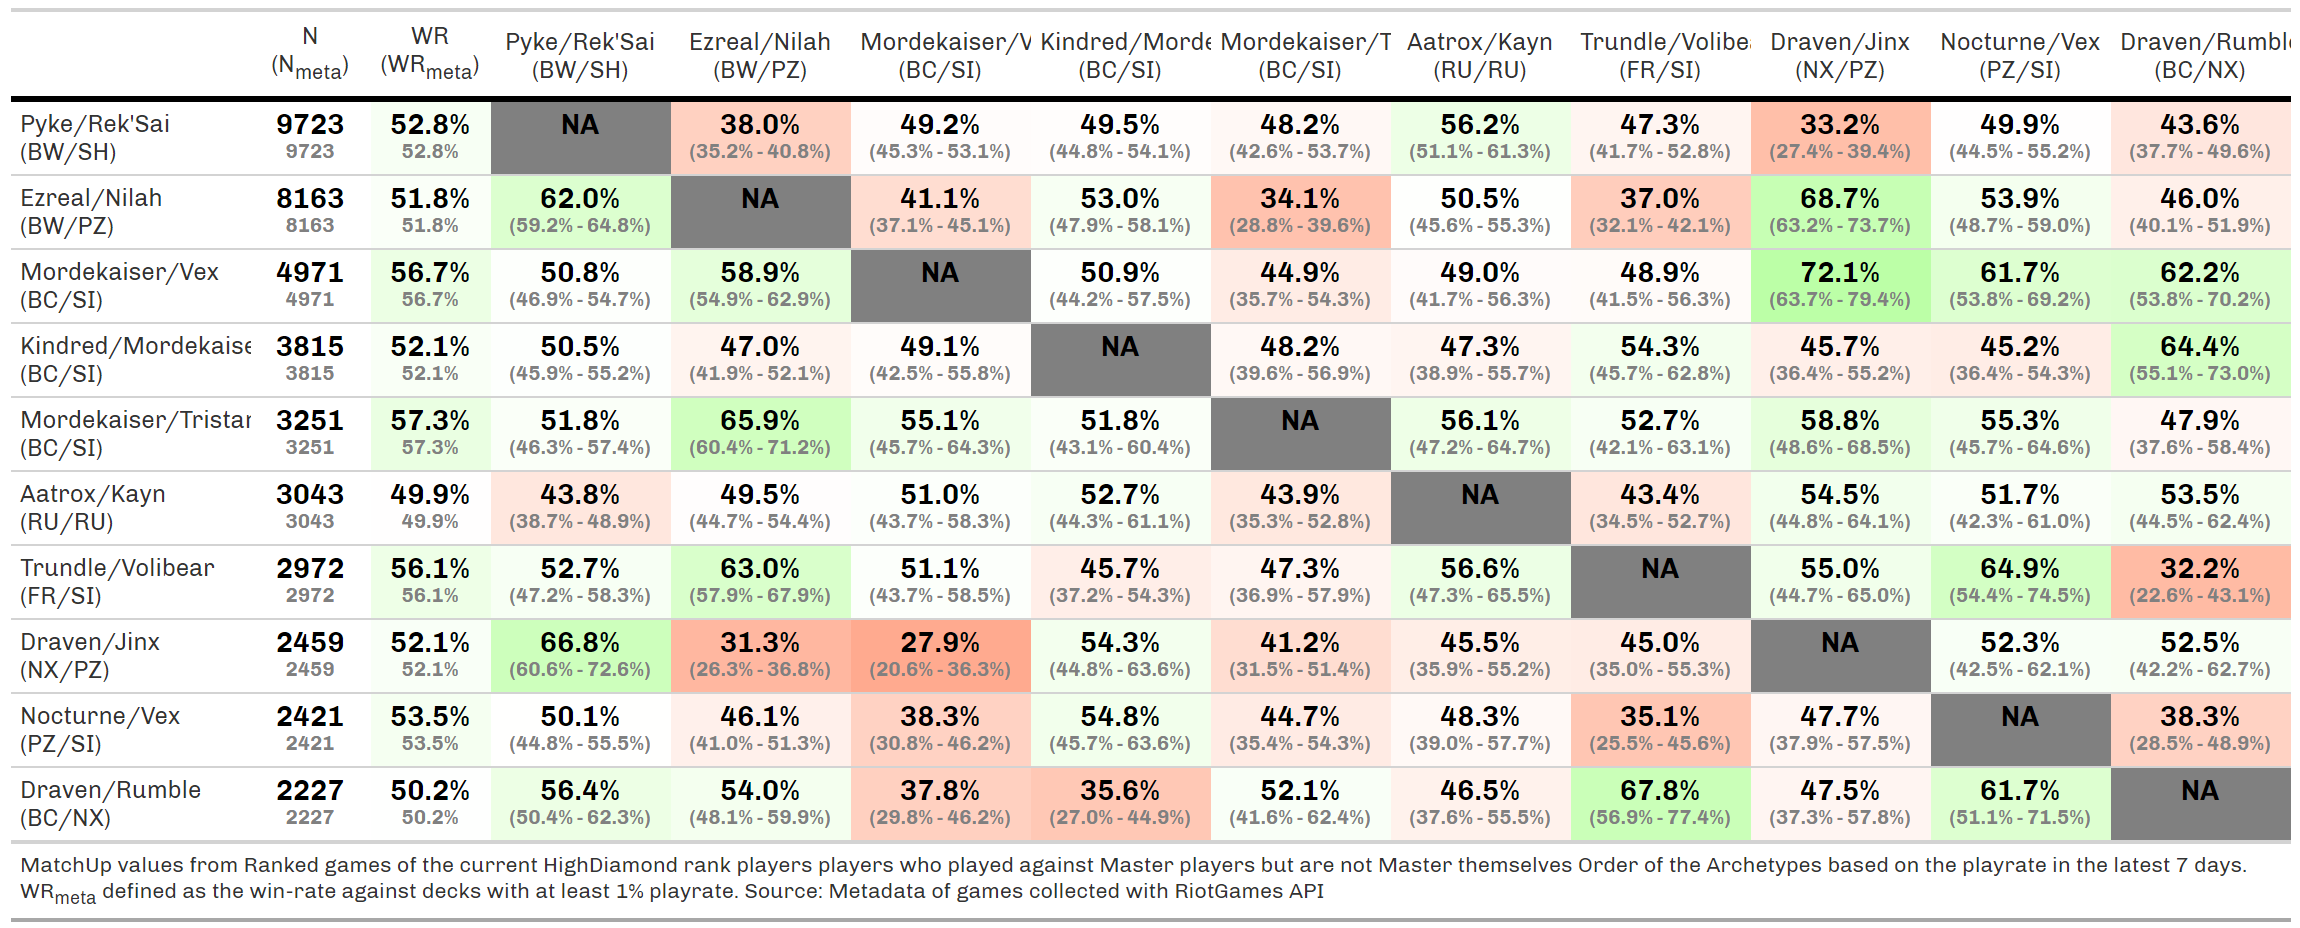 N WR Pyke/Rek'Sai Ezreal/Nilah Mordekaiser/V Kindred/Morde Mordekaiser/T Aatrox/Kayn Trundle/Volibea Draven/Jinx Nocturne/Vex Draven/Rumble
(Nmeta) (WRmeta) (BW/SH) (BW/PZ) (BC/SI) (BC/SI) (BC/SI) (RU/RU) (FR/SI) (NX/PZ) (PZ/SI) (BC/NX)
Pyke/Rek'Sai 9723 52.8% NA 38.0% 49.2% 49.5% 48.2% 56.2% 47.3% 33.2% 49.9% 43.6%
(BW/SH) 9723 52.8% (35.2% - 40.8%) (45.3% - 53.1%) (44.8% - 54.1%) (42.6% - 53.7%) (51.1% - 61.3%) (41.7% - 52.8%) (27.4% - 39.4%) (44.5% - 55.2%) (37.7% - 49.6%)
Ezreal/Nilah 8163 51.8% 62.0% NA 41.1% 53.0% 34.1% 50.5% 37.0% 68.7% 53.9% 46.0%
(BW/PZ) 8163 51.8% (59.2% - 64.8%) (37.1% - 45.1%) (47.9% - 58.1%) (28.8% - 39.6%) (45.6% - 55.3%) (32.1% - 42.1%) (63.2% - 73.7%) (48.7% - 59.0%) (40.1% - 51.9%)
Mordekaiser/Vex 4971 56.7% 50.8% 58.9% NA 50.9% 44.9% 49.0% 48.9% 72.1% 61.7% 62.2%
(BC/SI) 4971 56.7% (46.9% - 54.7%) (54.9% - 62.9%) (44.2% - 57.5%) (35.7% - 54.3%) (41.7% - 56.3%) (41.5% - 56.3%) (63.7% - 79.4%) (53.8% - 69.2%) (53.8% - 70.2%)
Kindred/Mordekaise 3815 52.1% 50.5% 47.0% 49.1% NA 48.2% 47.3% 54.3% 45.7% 45.2% 64.4%
(BC/SI) 3815 52.1% (45.9% - 55.2%) (41.9% - 52.1%) (42.5% - 55.8%) (39.6% - 56.9%) (38.9% - 55.7%) (45.7% - 62.8%) (36.4% - 55.2%) (36.4% - 54.3%) (55.1% - 73.0%)
Mordekaiser/Tristar 3251 57.3% 51.8% 65.9% 55.1% 51.8% NA 56.1% 52.7% 58.8% 55.3% 47.9%
(BC/SI) 3251 57.3% (46.3% - 57.4%) (60.4% - 71.2%) (45.7% - 64.3%) (43.1% - 60.4%) (47.2% - 64.7%) (42.1% - 63.1%) (48.6% - 68.5%) (45.7% - 64.6%) (37.6% - 58.4%)
Aatrox/Kayn 3043 49.9% 43.8% 49.5% 51.0% 52.7% 43.9% NA 43.4% 54.5% 51.7% 53.5%
(RU/RU) 3043 49.9% (38.7% - 48.9%) (44.7% - 54.4%) (43.7% - 58.3%) (44.3% - 61.1%) (35.3% - 52.8%) (34.5% - 52.7%) (44.8% - 64.1%) (42.3% - 61.0%) (44.5% - 62.4%)
Trundle/Volibear 2972 56.1% 52.7% 63.0% 51.1% 45.7% 47.3% 56.6% NA 55.0% 64.9% 32.2%
(FR/SI) 2972 56.1% (47.2% - 58.3%) (57.9% - 67.9%) (43.7% - 58.5%) (37.2% - 54.3%) (36.9% - 57.9%) (47.3% - 65.5%) (44.7% - 65.0%) (54.4% - 74.5%) (22.6% - 43.1%)
Draven/Jinx 2459 52.1% 66.8% 31.3% 27.9% 54.3% 41.2% 45.5% 45.0% NA 52.3% 52.5%
(NX/PZ) 2459 52.1% (60.6% - 72.6%) (26.3% - 36.8%) (20.6% - 36.3%) (44.8% - 63.6%) (31.5% - 51.4%) (35.9% - 55.2%) (35.0% - 55.3%) (42.5% - 62.1%) (42.2% - 62.7%)
Nocturne/Vex 2421 53.5% 50.1% 46.1% 38.3% 54.8% 44.7% 48.3% 35.1% 47.7% NA 38.3%
(PZ/SI) 2421 53.5% (44.8% - 55.5%) (41.0% - 51.3%) (30.8% - 46.2%) (45.7% - 63.6%) (35.4% - 54.3%) (39.0% - 57.7%) (25.5% - 45.6%) (37.9% - 57.5%) (28.5% - 48.9%)
Draven/Rumble 2227 50.2% 56.4% 54.0% 37.8% 35.6% 52.1% 46.5% 67.8% 47.5% 61.7% NA
(BC/NX) 2227 50.2% (50.4% - 62.3%) (48.1% - 59.9%) (29.8% - 46.2%) (27.0% - 44.9%) (41.6% - 62.4%) (37.6% - 55.5%) (56.9% - 77.4%) (37.3% - 57.8%) (51.1% - 71.5%)
MatchUp values from Ranked games of the current HighDiamond rank players players who played against Master players but are not Master themselves Order of the Archetypes based on the playrate in the latest 7 days.
WRmeta defined as the win-rate against decks with at least 1% playrate. Source: Metadata of games collected with RiotGames API